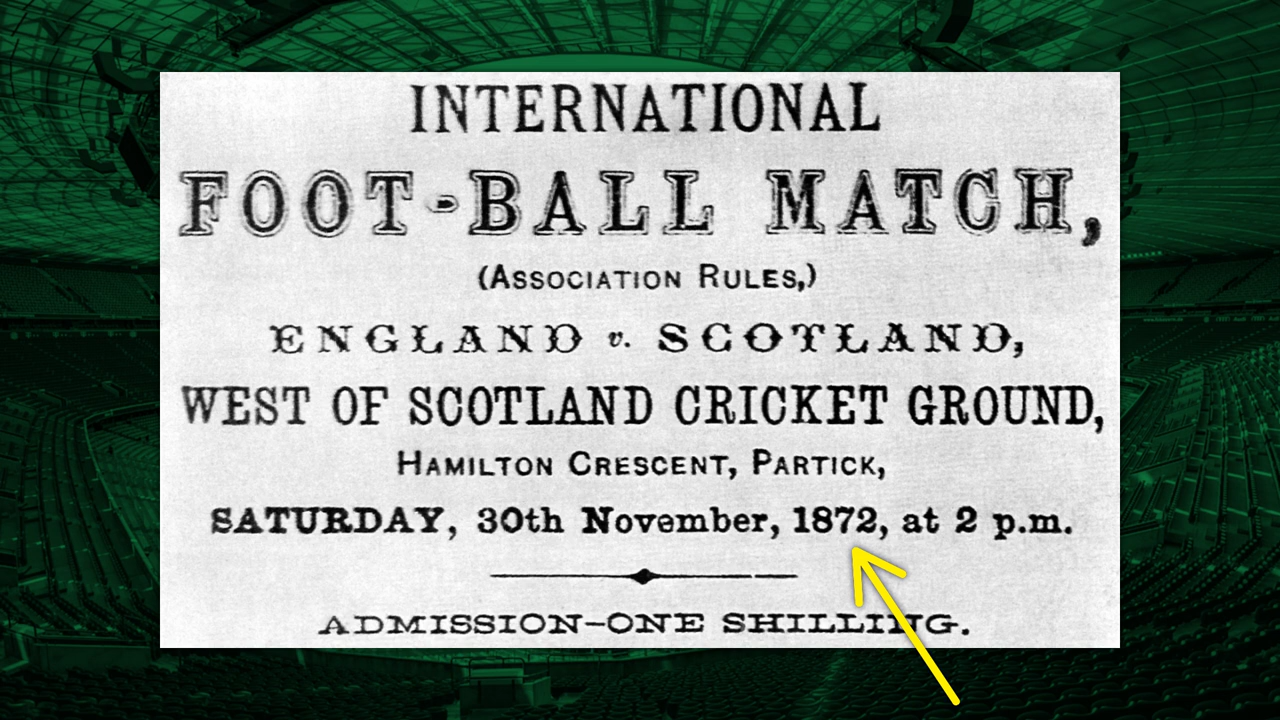 INTERNATIONAL
FOOT-BALL MATCH,
(ASSOCIATION RULES,)
ENGLAND v. SCOTLAND,
WEST OF SCOTLAND CRICKET GROUND,
HAMILTON CRESCENT, PARTICK,
SATURDAY, 30th November, 1872, at 2 p.m.
ADMISSION-ONE SHILLING.